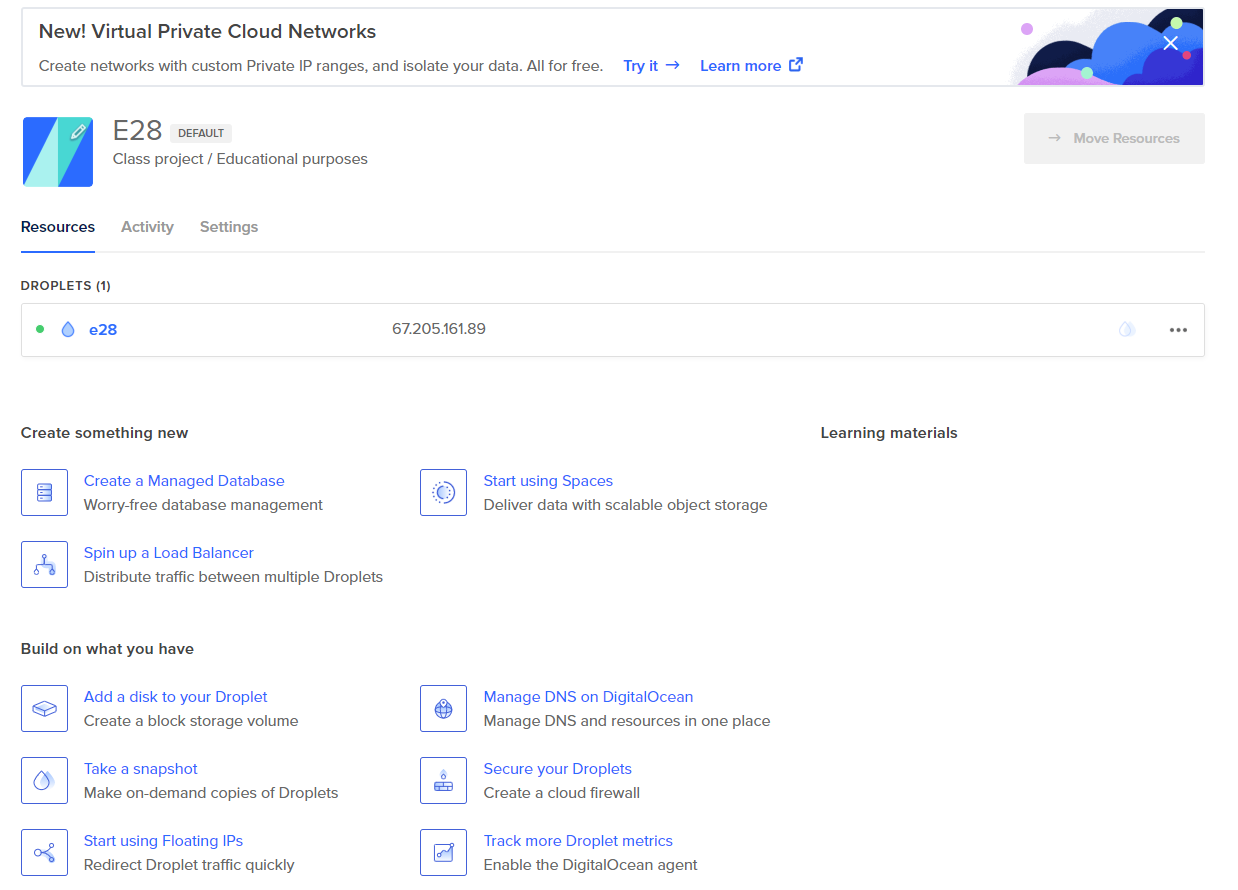 New! Virtual Private Cloud Networks
Create networks with custom Private IP ranges, and isolate your data. All for free. Try it → Learn more
E28 DEFAULT
Class project / Educational purposes
→ Move Resources
Resources Activity Settings
DROPLETS (1)
e28 67.205.161.89
Create something new
Create a Managed Database
Worry-free database management
Start using Spaces
Deliver data with scalable object storage
Spin up a Load Balancer
Distribute traffic between multiple Droplets
Learning materials
Build on what you have
Add a disk to your Droplet
Create a block storage volume
Manage DNS on DigitalOcean
Manage DNS and resources in one place
Take a snapshot
Make on-demand copies of Droplets
Secure your Droplets
Create a cloud firewall
Start using Floating IPs
Redirect Droplet traffic quickly
Track more Droplet metrics
Enable the DigitalOcean agent